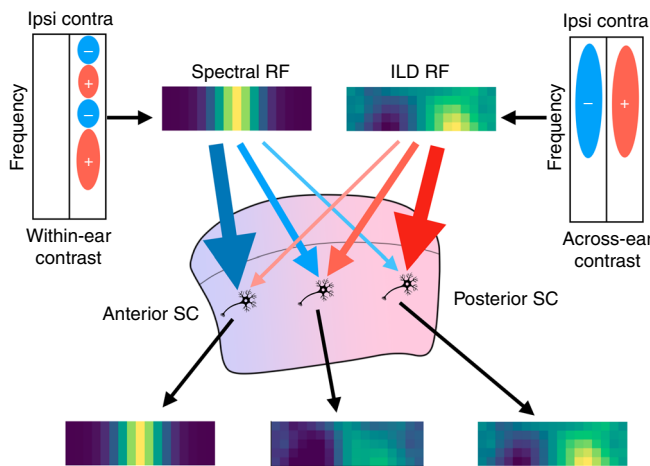 Ipsi contra
Ipsi contra
Spectral RF
ILD RF
−
+
−
+
−
+
Frequency
Frequency
Within-ear
contrast
Across-ear
contrast
Anterior SC
Posterior SC